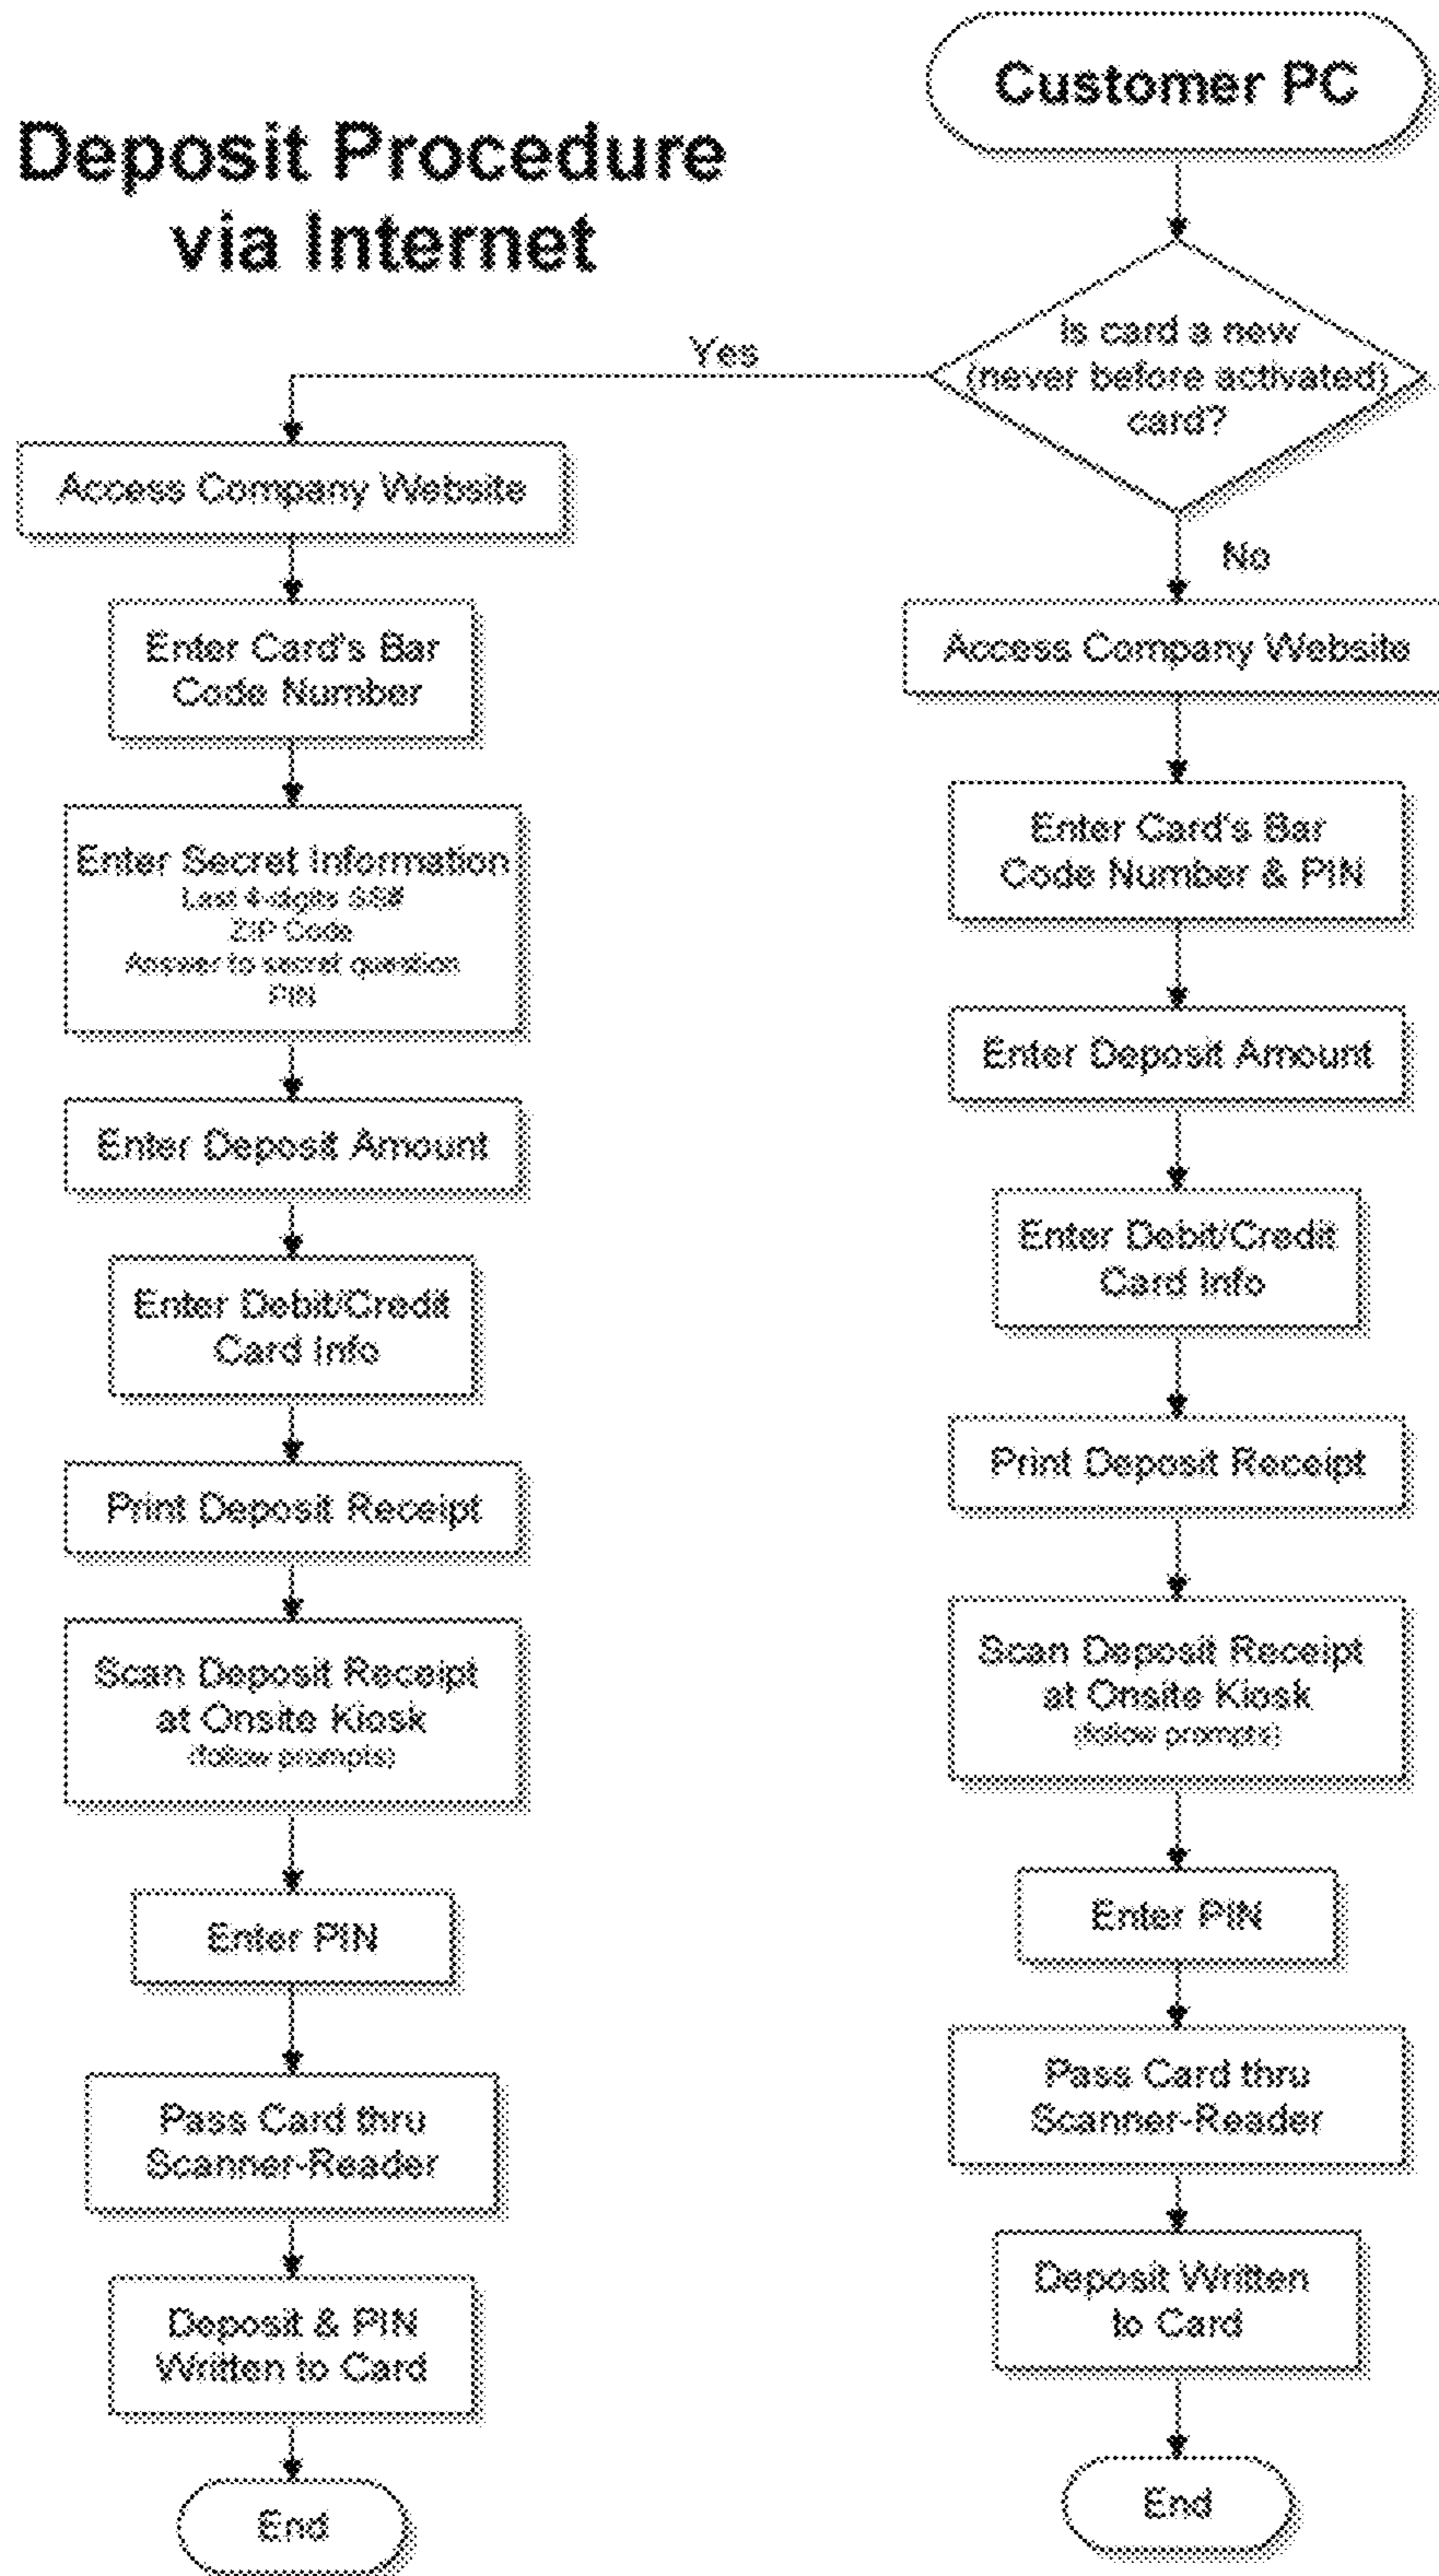 Deposit Procedure
via Internet
Customer PC
Is card a new
(never before activated)
card?
Yes
No
Access Company Website
Enter Card's Bar
Code Number
Enter Secret Information
Last 4-digits SS#
ZIP Code
Answer to secret question
PIN
Enter Deposit Amount
Enter Debit/Credit
Card Info
Print Deposit Receipt
Scan Deposit Receipt
at Onsite Kiosk
(follow prompts)
Enter PIN
Pass Card thru
Scanner-Reader
Deposit & PIN
Written to Card
End
Access Company Website
Enter Card's Bar
Code Number & PIN
Enter Deposit Amount
Enter Debit/Credit
Card Info
Print Deposit Receipt
Scan Deposit Receipt
at Onsite Kiosk
(follow prompts)
Enter PIN
Pass Card thru
Scanner-Reader
Deposit Written
to Card
End